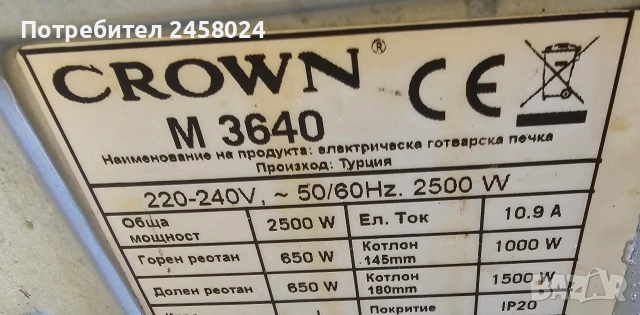 Потребител 2458024
CROWN ®
CE
M 3640
Наименование на продукта: електрическа готварска печка
Произход: Турция
220-240V, ~ 50/60Hz. 2500 W
Обща мощност 2500 W Ел. Ток 10.9 A
Горен реотан 650 W Котлон 145mm 1000 W
Долен реотан 650 W Котлон 180mm 1500 W
Клас I Покритие IP20
BAZAR